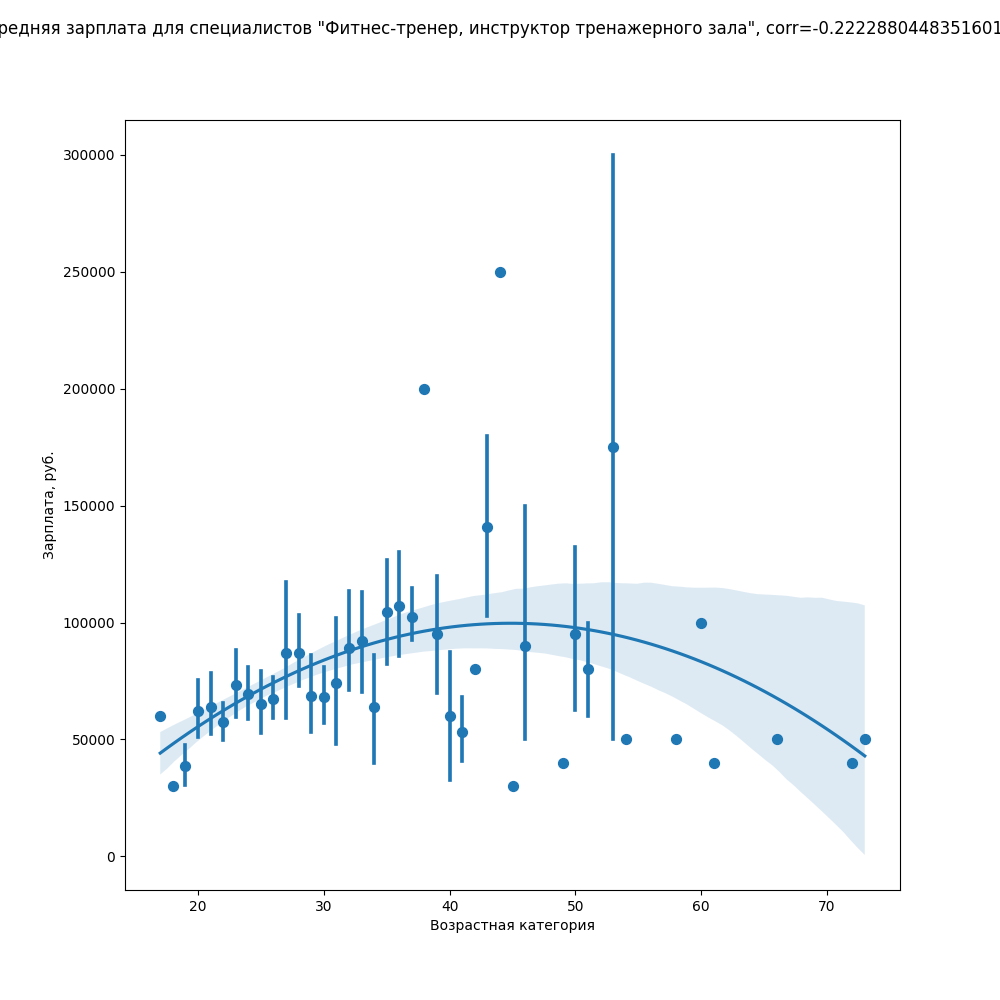 редняя зарплата для специалистов "Фитнес-тренер, инструктор тренажерного зала", corr=-0.2222880448351601
300000
250000
200000
150000
100000
50000
0
Зарплата, руб.
20 30 40 50 60 70
Возрастная категория